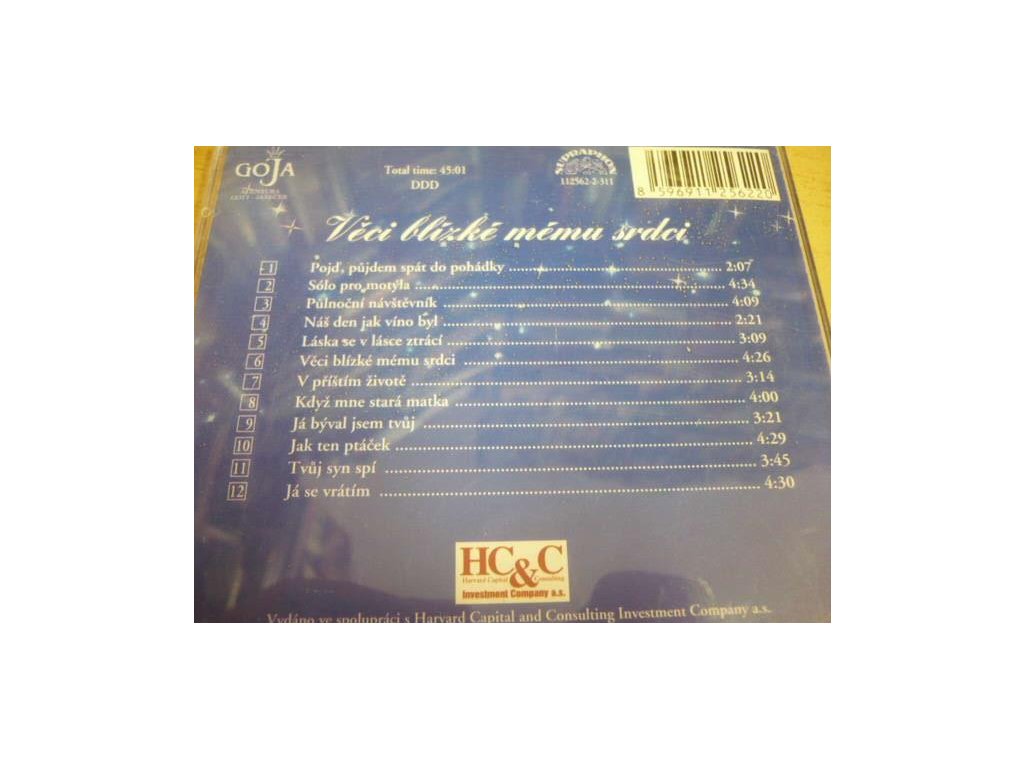 GOJA
Total time: 45:01
DDD
SUPRAPHON
112562-2-311
8 596911 256220
Věci blízké mému srdci
1 Pojď, půjdem spát do pohádky 2:07
2 Sólo pro motýla 4:34
3 Půlnoční návštěvník 4:09
4 Náš den jak víno byl 2:21
5 Láska se v lásce ztrácí 3:09
6 Věci blízké mému srdci 4:26
7 V příštím životě 3:14
8 Když mne stará matka 4:00
9 Já býval jsem tvůj 3:21
10 Jak ten ptáček 4:29
11 Tvůj syn spí 3:45
12 Já se vrátím 4:30
HC&C
Harvard Capital Consulting
Investment Company a.s.
Vydáno ve spolupráci s Harvard Capital and Consulting Investment Company a.s.